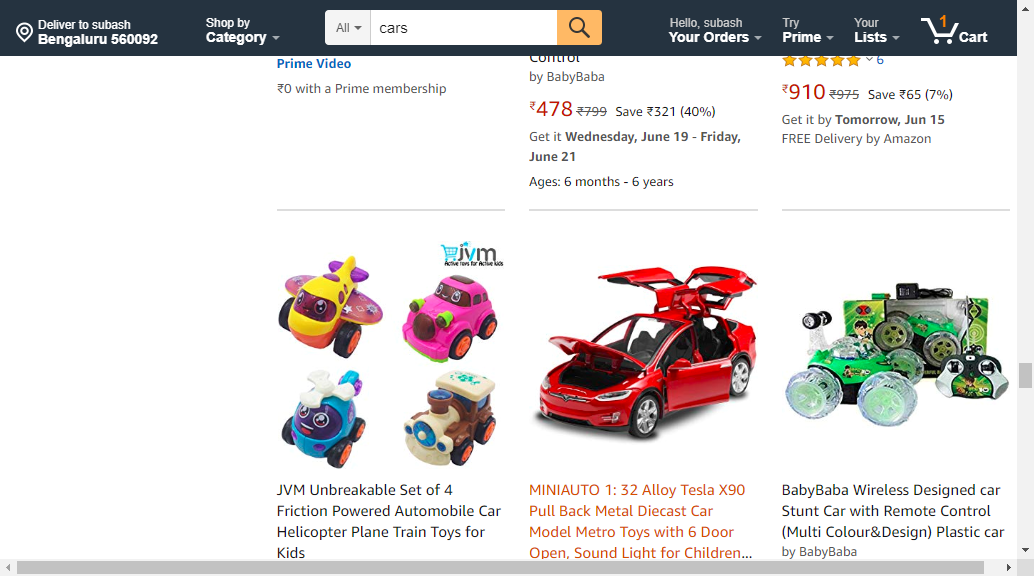 Deliver to subash
Bengaluru 560092
Shop by
Category
All
cars
Hello, subash
Your Orders
Try
Prime
Your
Lists
1
Cart
Prime Video
₹0 with a Prime membership
Control
by BabyBaba
₹478 ₹799 Save ₹321 (40%)
Get it Wednesday, June 19 - Friday,
June 21
Ages: 6 months - 6 years
6
₹910 ₹975 Save ₹65 (7%)
Get it by Tomorrow, Jun 15
FREE Delivery by Amazon
jvm
Active toys for Active kids
JVM Unbreakable Set of 4
Friction Powered Automobile Car
Helicopter Plane Train Toys for
Kids
MINIAUTO 1: 32 Alloy Tesla X90
Pull Back Metal Diecast Car
Model Metro Toys with 6 Door
Open, Sound Light for Children...
BabyBaba Wireless Designed car
Stunt Car with Remote Control
(Multi Colour&Design) Plastic car
by BabyBaba